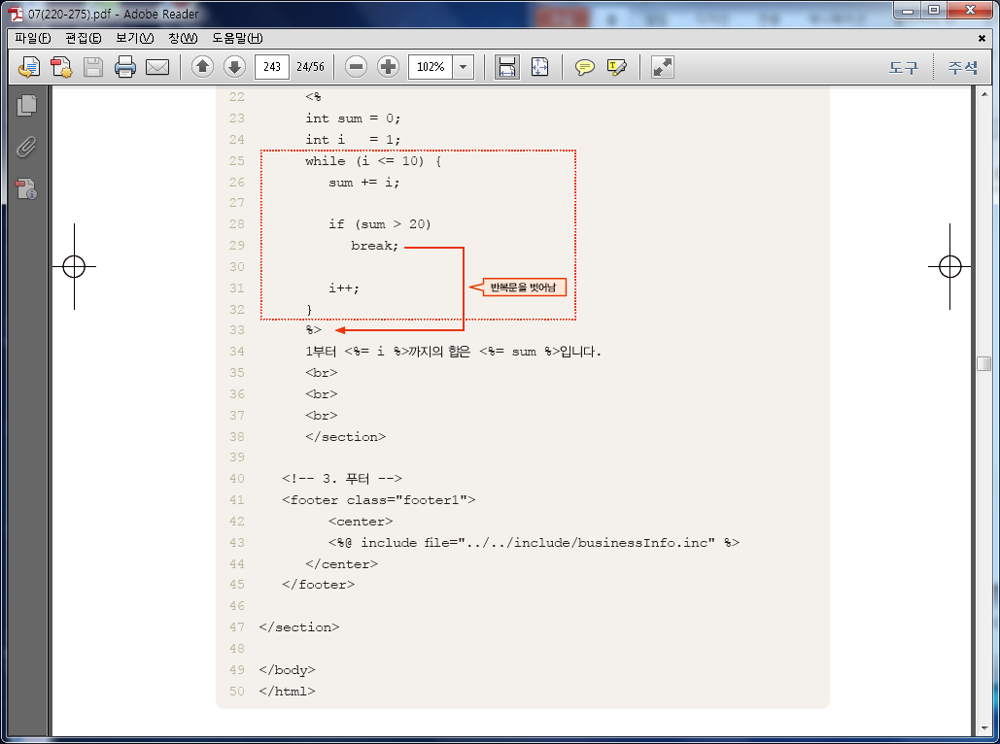 07(220-275).pdf - Adobe Reader
파일(F) 편집(E) 보기(V) 창(W) 도움말(H)
243 24/56 102% 도구 주석
22 <%
23 int sum = 0;
24 int i = 1;
25 while (i <= 10) {
26 sum += i;
27
28 if (sum > 20)
29 break;
30
31 i++;
반복문을 벗어남
32 }
33 %>
34 1부터 <%= i %>까지의 합은 <%= sum %>입니다.
35 <br>
36 <br>
37 <br>
38 </section>
39
40 <!-- 3. 푸터 -->
41 <footer class="footer1">
42 <center>
43 <%@ include file="../../include/businessInfo.inc" %>
44 </center>
45 </footer>
46
47 </section>
48
49 </body>
50 </html>